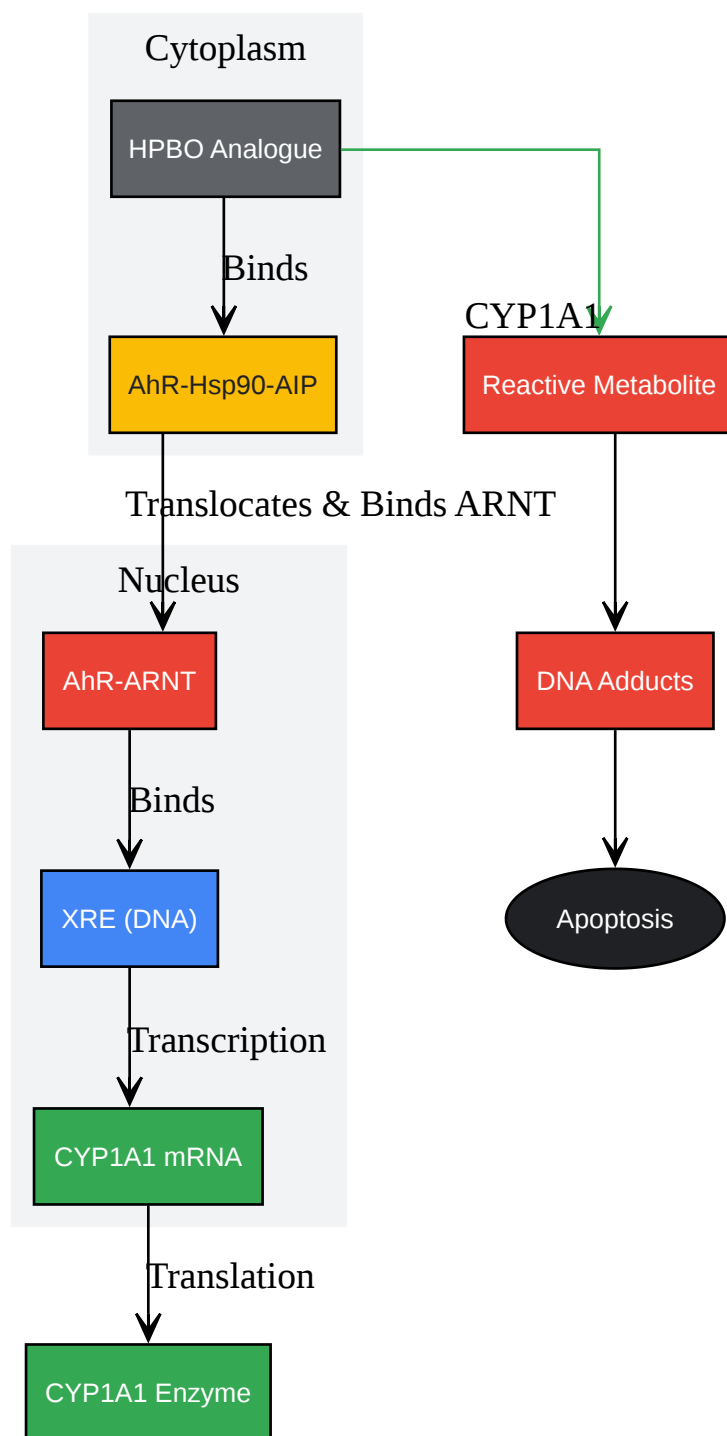 Cytoplasm
HPBO Analogue
Binds
CYP1A1
AhR-Hsp90-AIP
Reactive Metabolite
Translocates & Binds ARNT
Nucleus
AhR-ARNT
DNA Adducts
Binds
XRE (DNA)
Apoptosis
Transcription
CYP1A1 mRNA
Translation
CYP1A1 Enzyme